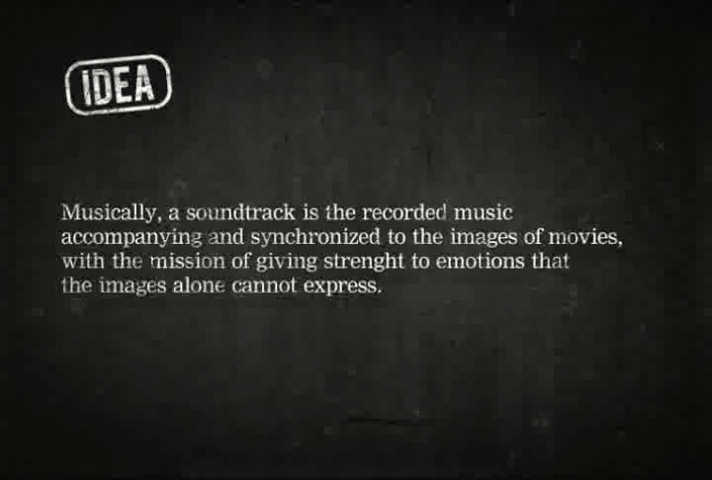 IDEA
Musically, a soundtrack is the recorded music
accompanying and synchronized to the images of movies,
with the mission of giving strenght to emotions that
the images alone cannot express.